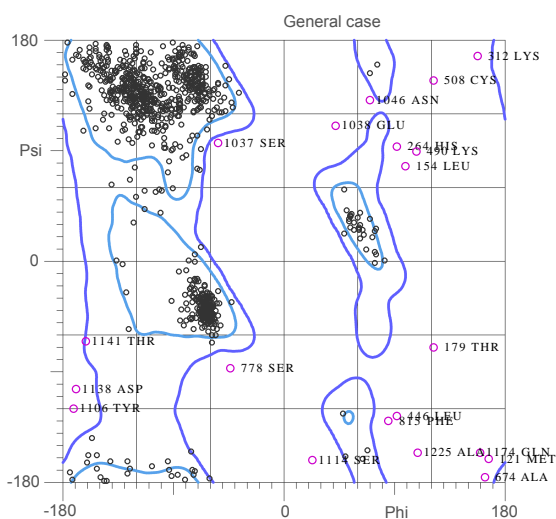 General case
180
312 LYS
508 CYS
1046 ASN
1038 GLU
1037 SER
264 HIS
490 LYS
Psi
154 LEU
0
1141 THR
179 THR
778 SER
1138 ASP
1106 TYR
446 LEU
815 PHE
1225 ALA
1174 GLN
1114 SER
121 MET
674 ALA
-180
-180 0 Phi 180